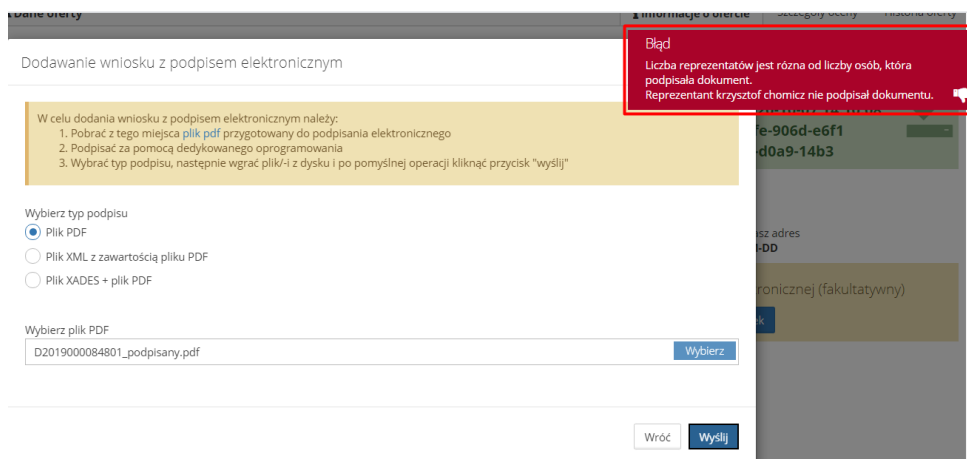 Dane oferty
Informacje o ofercie Szczegóły oceny Historia oferty
Błąd
Liczba reprezentatów jest rózna od liczby osób, która
podpisała dokument.
Reprezentant krzysztof chomicz nie podpisał dokumentu.
Dodawanie wniosku z podpisem elektronicznym
W celu dodania wniosku z podpisem elektronicznym należy:
1. Pobrać z tego miejsca plik pdf przygotowany do podpisania elektronicznego
2. Podpisać za pomocą dedykowanego oprogramowania
3. Wybrać typ podpisu, następnie wgrać plik/-i z dysku i po pomyślnej operacji kliknąć przycisk "wyślij"
fe-906d-e6f1
-d0a9-14b3
Wybierz typ podpisu
Plik PDF
Plik XML z zawartością pliku PDF
Plik XADES + plik PDF
asz adres
-DD
ronicznej (fakultatywny)
ek
Wybierz plik PDF
D2019000084801_podpisany.pdf Wybierz
Wróć Wyślij